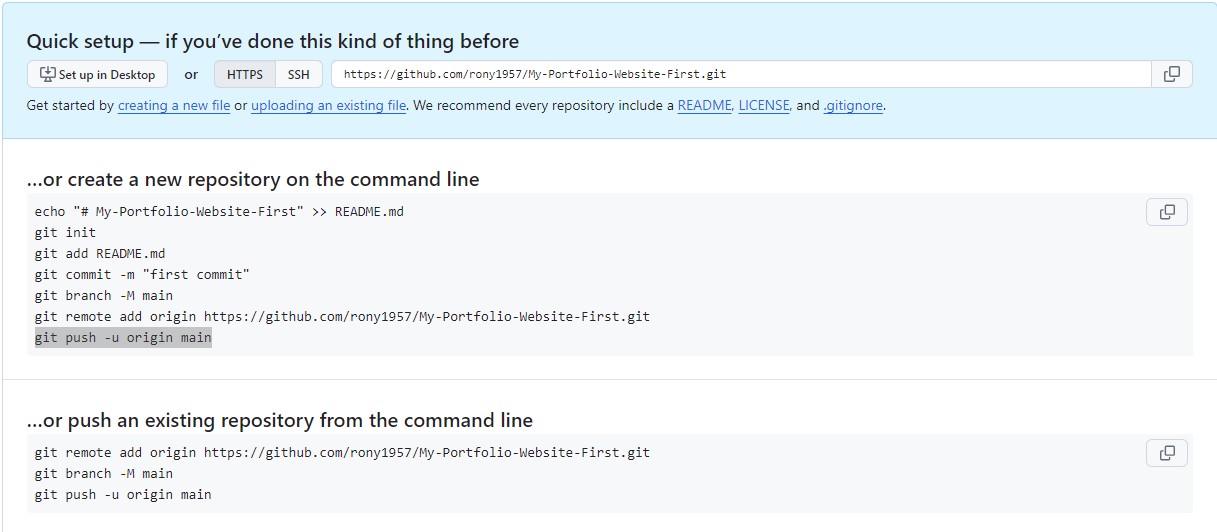 Quick setup — if you’ve done this kind of thing before
Set up in Desktop or HTTPS SSH https://github.com/rony1957/My-Portfolio-Website-First.git
Get started by creating a new file or uploading an existing file. We recommend every repository include a README, LICENSE, and .gitignore.
…or create a new repository on the command line
echo "# My-Portfolio-Website-First" >> README.md
git init
git add README.md
git commit -m "first commit"
git branch -M main
git remote add origin https://github.com/rony1957/My-Portfolio-Website-First.git
git push -u origin main
…or push an existing repository from the command line
git remote add origin https://github.com/rony1957/My-Portfolio-Website-First.git
git branch -M main
git push -u origin main